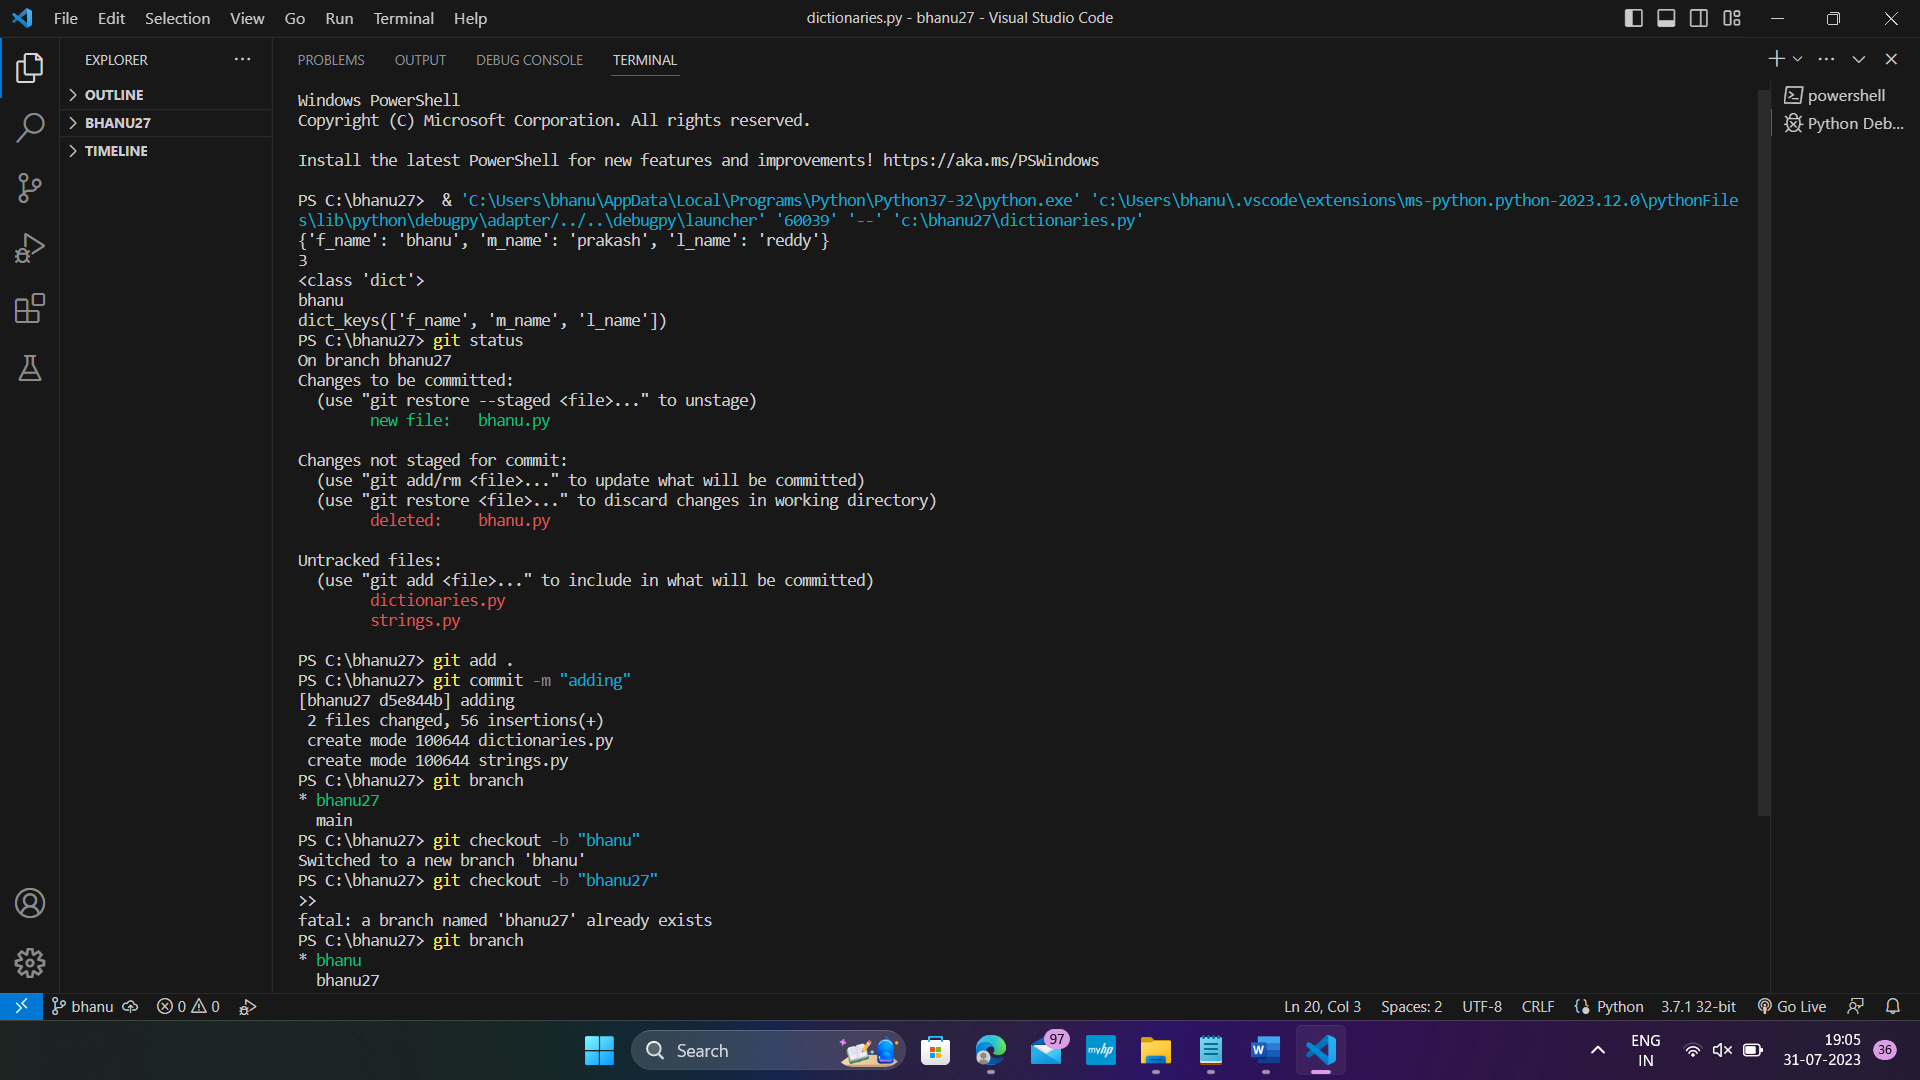 File Edit Selection View Go Run Terminal Help
dictionaries.py - bhanu27 - Visual Studio Code
EXPLORER
OUTLINE
BHANU27
TIMELINE
PROBLEMS OUTPUT DEBUG CONSOLE TERMINAL
powershell
Python Deb...
Windows PowerShell
Copyright (C) Microsoft Corporation. All rights reserved.
Install the latest PowerShell for new features and improvements! https://aka.ms/PSWindows
PS C:\bhanu27>  & 'C:\Users\bhanu\AppData\Local\Programs\Python\Python37-32\python.exe' 'c:\Users\bhanu\.vscode\extensions\ms-python.python-2023.12.0\pythonFile
s\lib\python\debugpy\adapter/../..\debugpy\launcher' '60039' '--' 'c:\bhanu27\dictionaries.py'
{'f_name': 'bhanu', 'm_name': 'prakash', 'l_name': 'reddy'}
3
<class 'dict'>
bhanu
dict_keys(['f_name', 'm_name', 'l_name'])
PS C:\bhanu27> git status
On branch bhanu27
Changes to be committed:
  (use "git restore --staged <file>..." to unstage)
        new file:   bhanu.py
Changes not staged for commit:
  (use "git add/rm <file>..." to update what will be committed)
  (use "git restore <file>..." to discard changes in working directory)
        deleted:    bhanu.py
Untracked files:
  (use "git add <file>..." to include in what will be committed)
        dictionaries.py
        strings.py
PS C:\bhanu27> git add .
PS C:\bhanu27> git commit -m "adding"
[bhanu27 d5e844b] adding
 2 files changed, 56 insertions(+)
 create mode 100644 dictionaries.py
 create mode 100644 strings.py
PS C:\bhanu27> git branch
* bhanu27
  main
PS C:\bhanu27> git checkout -b "bhanu"
Switched to a new branch 'bhanu'
PS C:\bhanu27> git checkout -b "bhanu27"
>>
fatal: a branch named 'bhanu27' already exists
PS C:\bhanu27> git branch
* bhanu
  bhanu27
bhanu 0 0 Ln 20, Col 3 Spaces: 2 UTF-8 CRLF Python 3.7.1 32-bit Go Live
Search 97 myhp W
ENG
IN
19:05
31-07-2023
36